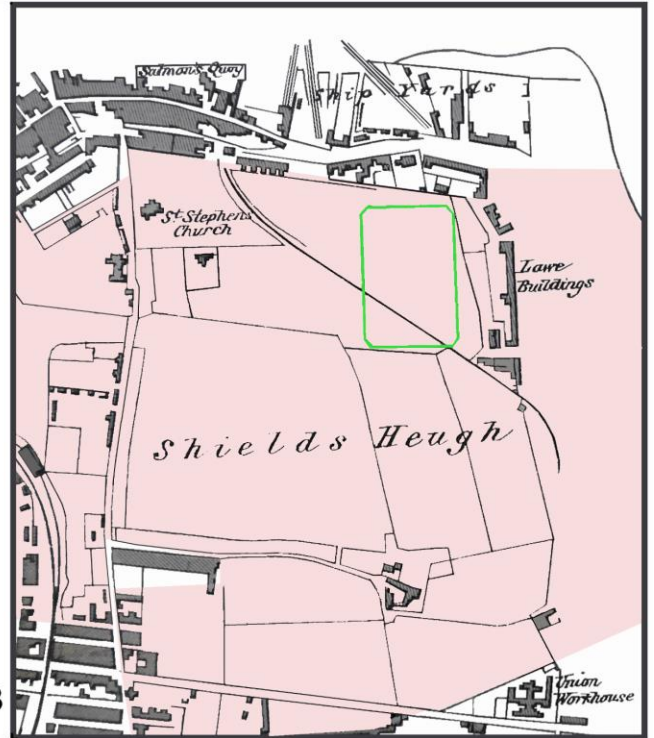 Salmon's Quay
Ship Yards
St. Stephens
Church
Lawe
Buildings
Shields Heugh
Union
Workhouse